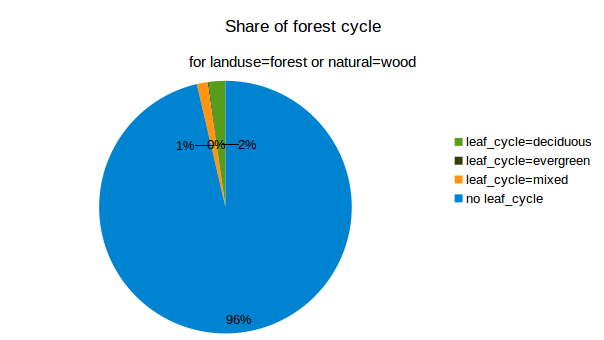 Share of forest cycle
for landuse=forest or natural=wood
1%
0%
2%
96%
leaf_cycle=deciduous
leaf_cycle=evergreen
leaf_cycle=mixed
no leaf_cycle